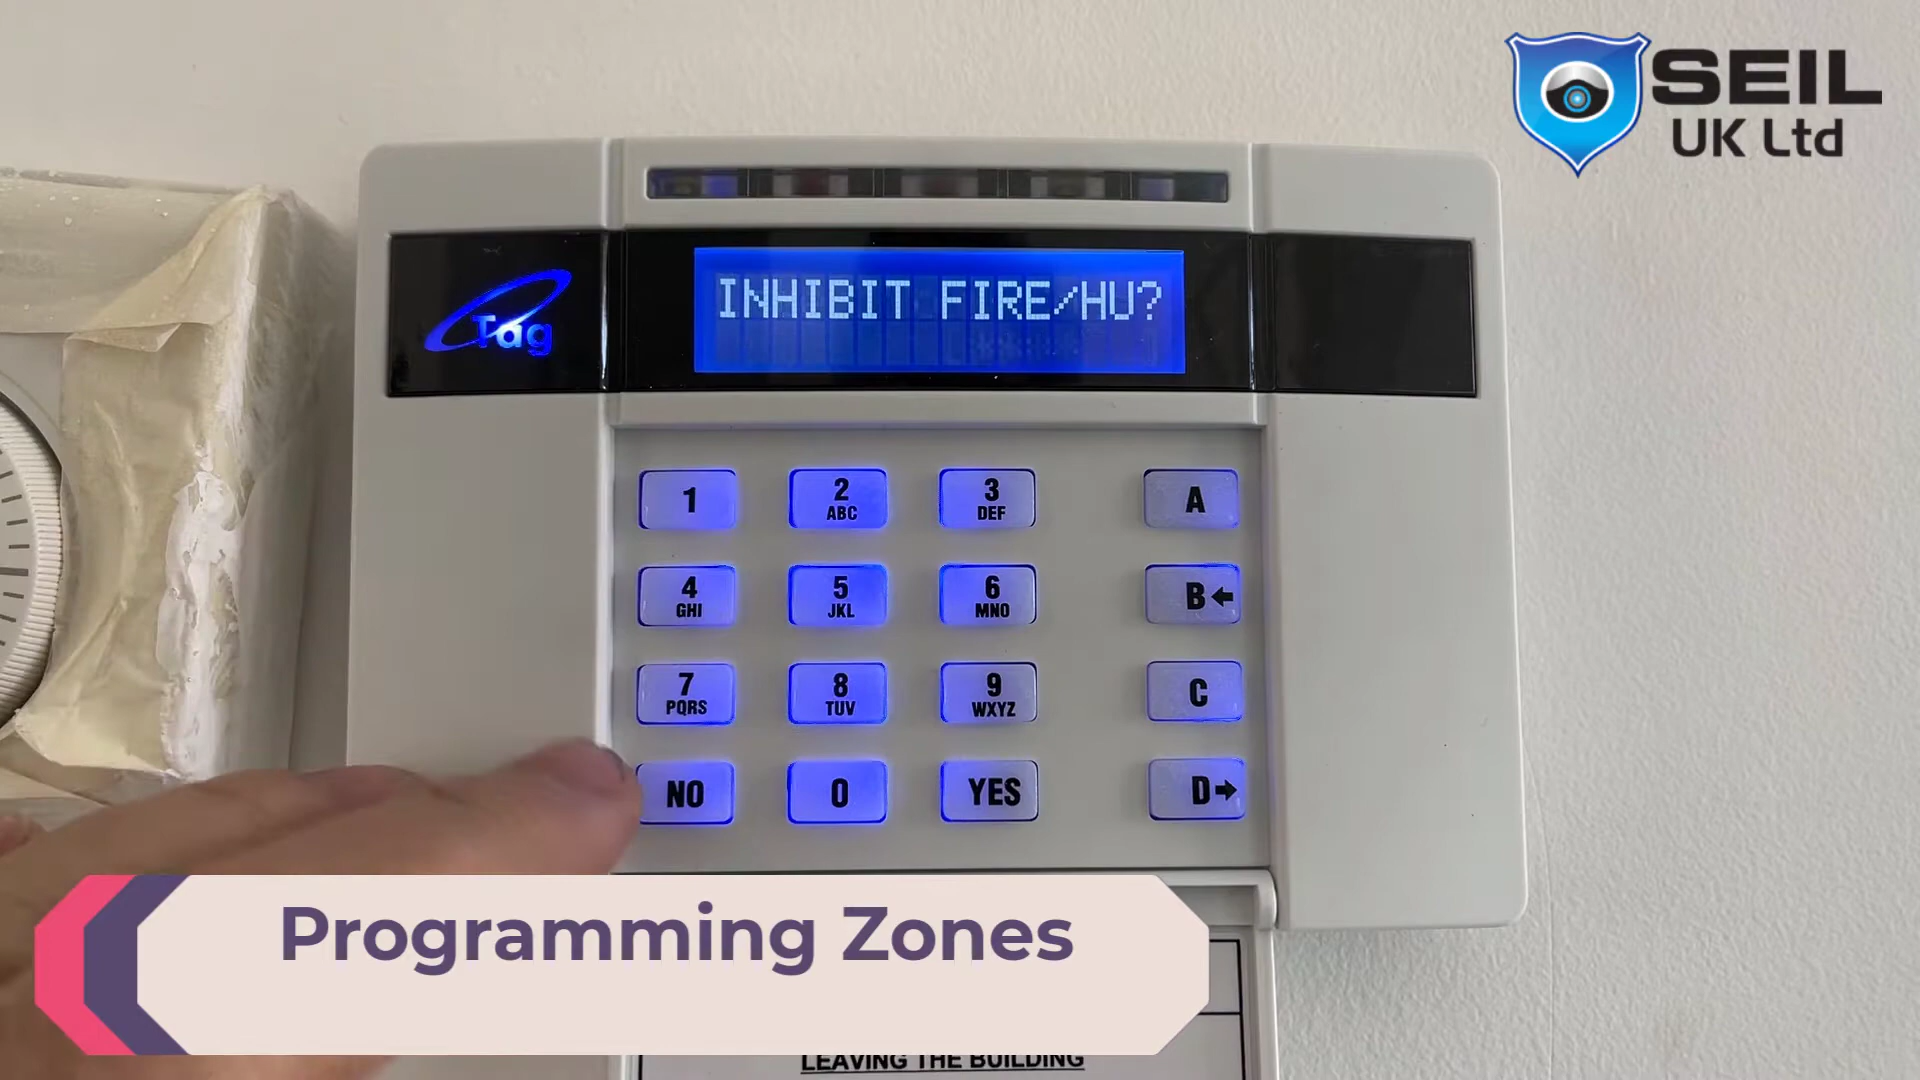 SEIL
UK Ltd
Tag
INHIBIT FIRE/HU?
1
2
ABC
3
DEF
A
4
GHI
5
JKL
6
MNO
B←
7
PQRS
8
TUV
9
WXYZ
C
NO
0
YES
D→
Programming Zones
LEAVING THE BUILDING